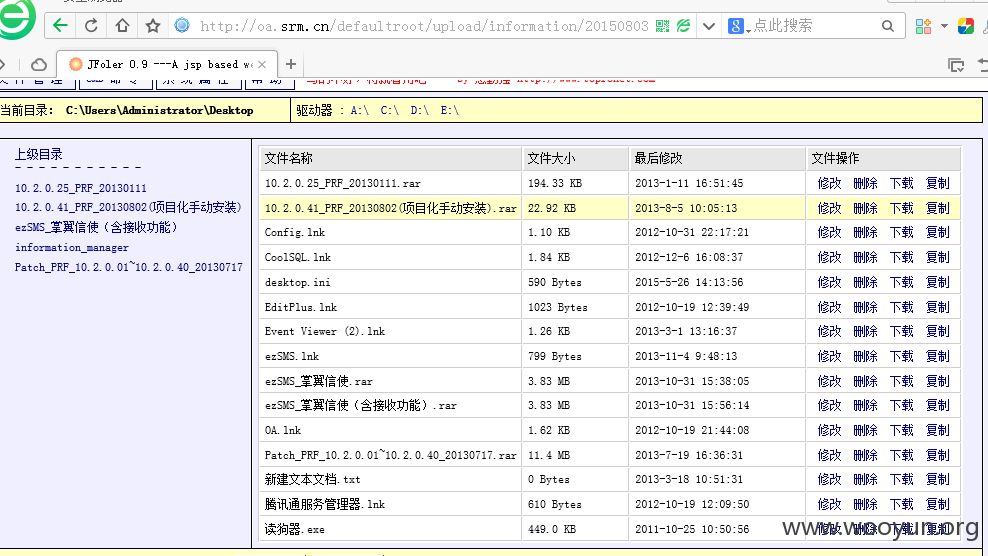 http://oa.srm.cn/defaultroot/upload/information/20150803
点此搜索
JFoler 0.9 ---A jsp based we
当前目录: C:\Users\Administrator\Desktop
驱动器 : A:\ C:\ D:\ E:\
上级目录
- - - - - - - - - - -
10.2.0.25_PRF_20130111
10.2.0.41_PRF_20130802(项目化手动安装)
ezSMS_掌翼信使（含接收功能）
information_manager
Patch_PRF_10.2.0.01~10.2.0.40_20130717
文件名称 文件大小 最后修改 文件操作
10.2.0.25_PRF_20130111.rar 194.33 KB 2013-1-11 16:51:45 修改 删除 下载 复制
10.2.0.41_PRF_20130802(项目化手动安装).rar 22.92 KB 2013-8-5 10:05:13 修改 删除 下载 复制
Config.lnk 1.10 KB 2012-10-31 22:17:21 修改 删除 下载 复制
CoolSQL.lnk 1.84 KB 2012-12-6 16:08:37 修改 删除 下载 复制
desktop.ini 590 Bytes 2015-5-26 14:13:56 修改 删除 下载 复制
EditPlus.lnk 1023 Bytes 2012-10-19 12:39:49 修改 删除 下载 复制
Event Viewer (2).lnk 1.26 KB 2013-3-1 13:16:37 修改 删除 下载 复制
ezSMS.lnk 799 Bytes 2013-11-4 9:48:13 修改 删除 下载 复制
ezSMS_掌翼信使.rar 3.83 MB 2013-10-31 15:38:05 修改 删除 下载 复制
ezSMS_掌翼信使（含接收功能）.rar 3.83 MB 2013-10-31 15:56:14 修改 删除 下载 复制
OA.lnk 1.62 KB 2012-10-19 21:44:08 修改 删除 下载 复制
Patch_PRF_10.2.0.01~10.2.0.40_20130717.rar 11.4 MB 2013-7-19 16:36:31 修改 删除 下载 复制
新建文本文档.txt 0 Bytes 2013-3-18 10:51:31 修改 删除 下载 复制
腾讯通服务管理器.lnk 610 Bytes 2012-10-19 12:09:50 修改 删除 下载 复制
读狗器.exe 449.0 KB 2011-10-25 10:50:56 修改 删除 下载 复制
www.wooyun.org